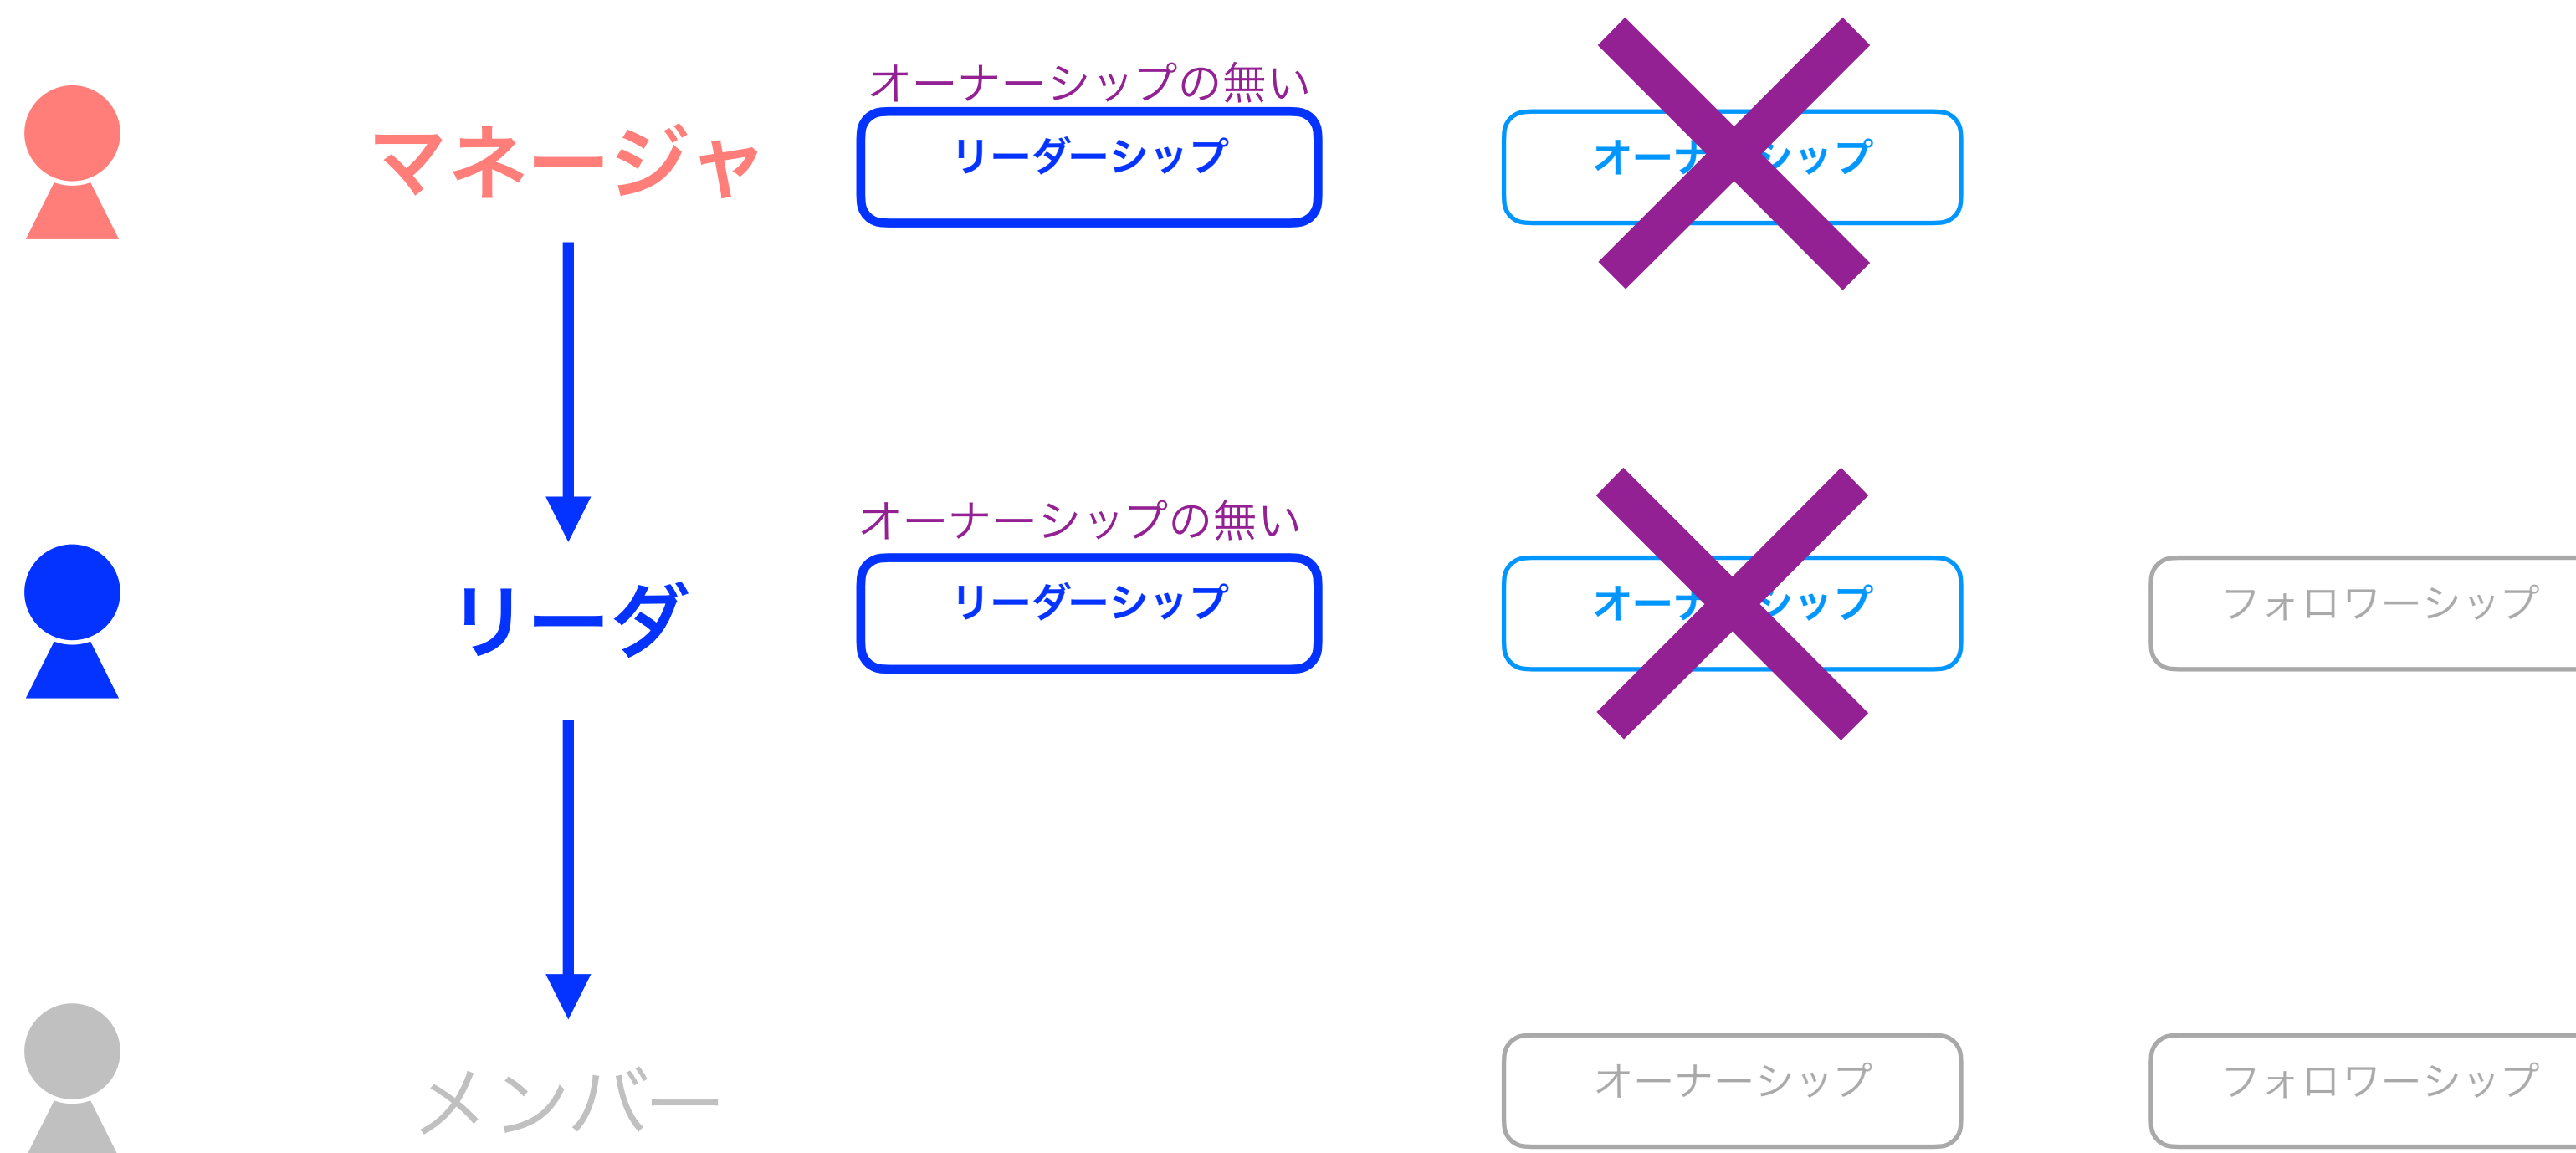 オーナーシップの無い
マネージャ
リーダーシップ
オーナーシップ
オーナーシップの無い
リーダ
リーダーシップ
オーナーシップ
フォロワーシップ
メンバー
オーナーシップ
フォロワーシップ